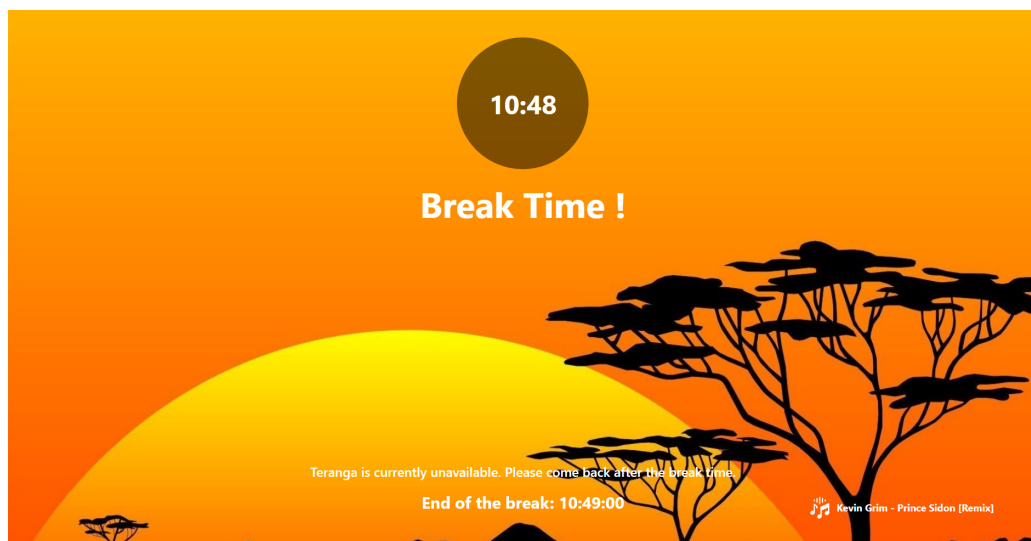 10:48
Break Time !
Teranga is currently unavailable. Please come back after the break time.
End of the break: 10:49:00
Kevin Grim - Prince Sidon [Remix]